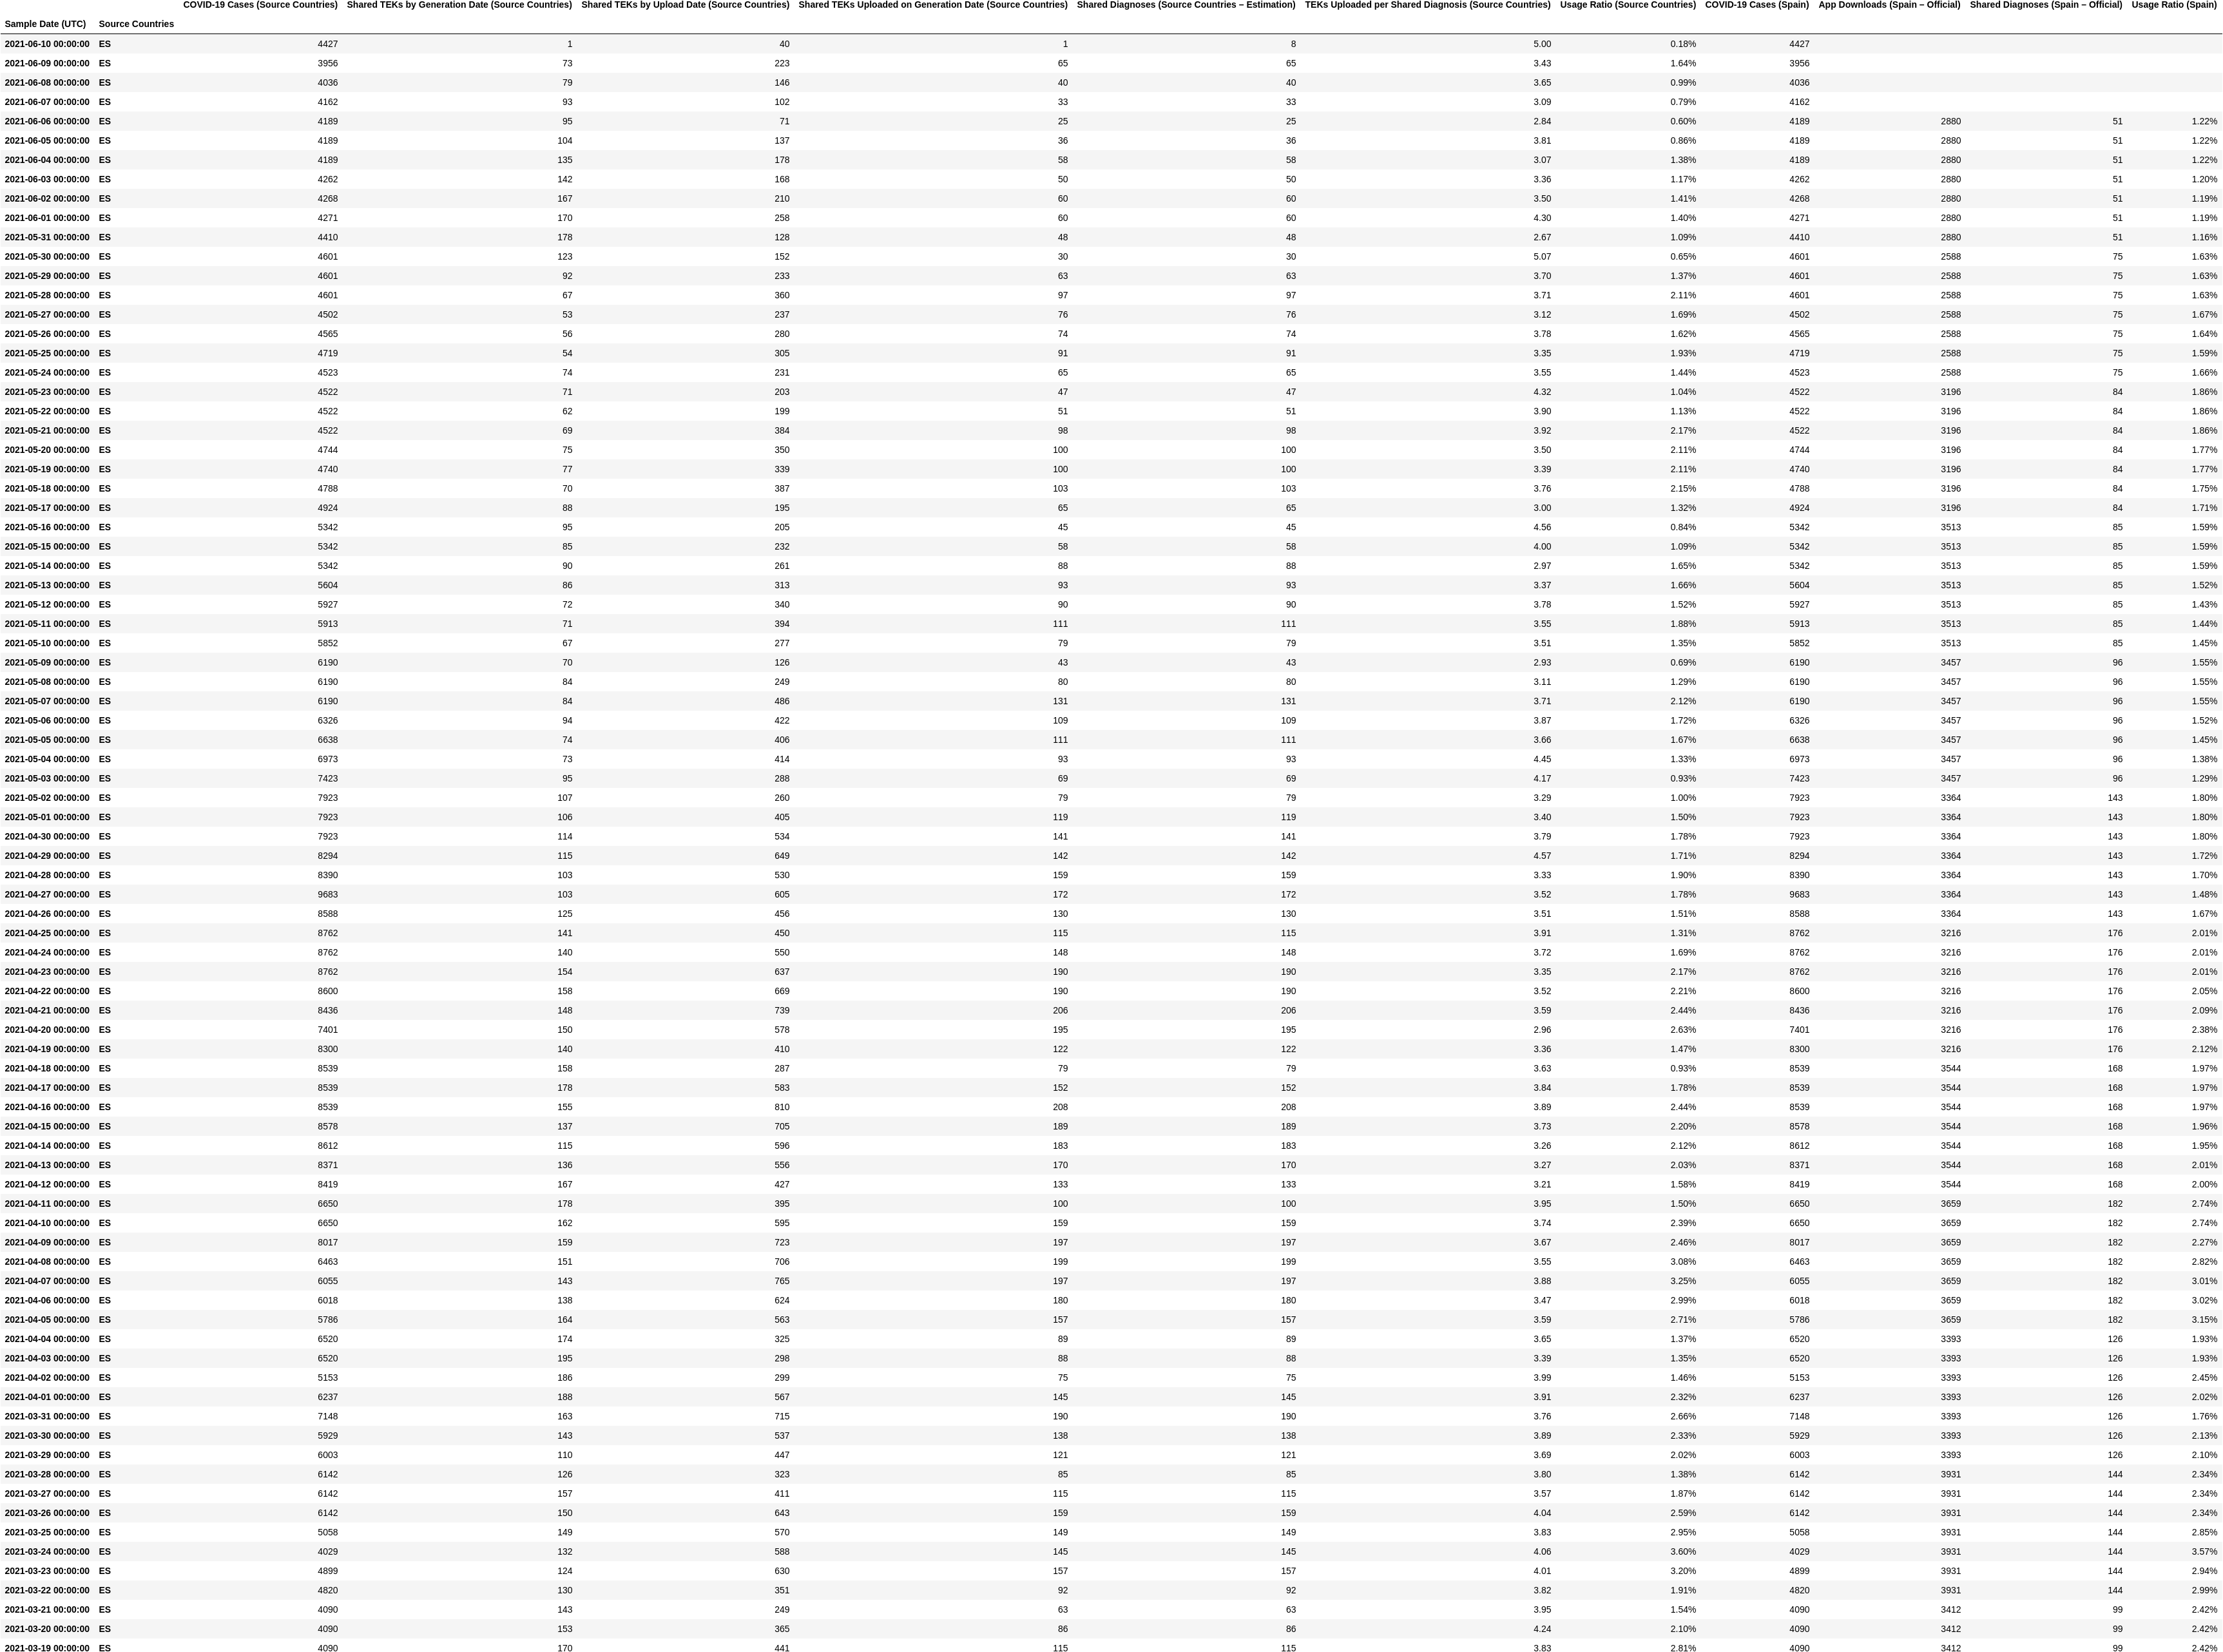 COVID-19 Cases (Source Countries) Shared TEKs by Generation Date (Source Countries) Shared TEKs by Upload Date (Source Countries) Shared TEKs Uploaded on Generation Date (Source Countries) Shared Diagnoses (Source Countries – Estimation) TEKs Uploaded per Shared Diagnosis (Source Countries) Usage Ratio (Source Countries) COVID-19 Cases (Spain) App Downloads (Spain – Official) Shared Diagnoses (Spain – Official) Usage Ratio (Spain)
Sample Date (UTC) Source Countries
2021-06-10 00:00:00 ES 4427 1 40 1 8 5.00 0.18% 4427
2021-06-09 00:00:00 ES 3956 73 223 65 65 3.43 1.64% 3956
2021-06-08 00:00:00 ES 4036 79 146 40 40 3.65 0.99% 4036
2021-06-07 00:00:00 ES 4162 93 102 33 33 3.09 0.79% 4162
2021-06-06 00:00:00 ES 4189 95 71 25 25 2.84 0.60% 4189 2880 51 1.22%
2021-06-05 00:00:00 ES 4189 104 137 36 36 3.81 0.86% 4189 2880 51 1.22%
2021-06-04 00:00:00 ES 4189 135 178 58 58 3.07 1.38% 4189 2880 51 1.22%
2021-06-03 00:00:00 ES 4262 142 168 50 50 3.36 1.17% 4262 2880 51 1.20%
2021-06-02 00:00:00 ES 4268 167 210 60 60 3.50 1.41% 4268 2880 51 1.19%
2021-06-01 00:00:00 ES 4271 170 258 60 60 4.30 1.40% 4271 2880 51 1.19%
2021-05-31 00:00:00 ES 4410 178 128 48 48 2.67 1.09% 4410 2880 51 1.16%
2021-05-30 00:00:00 ES 4601 123 152 30 30 5.07 0.65% 4601 2588 75 1.63%
2021-05-29 00:00:00 ES 4601 92 233 63 63 3.70 1.37% 4601 2588 75 1.63%
2021-05-28 00:00:00 ES 4601 67 360 97 97 3.71 2.11% 4601 2588 75 1.63%
2021-05-27 00:00:00 ES 4502 53 237 76 76 3.12 1.69% 4502 2588 75 1.67%
2021-05-26 00:00:00 ES 4565 56 280 74 74 3.78 1.62% 4565 2588 75 1.64%
2021-05-25 00:00:00 ES 4719 54 305 91 91 3.35 1.93% 4719 2588 75 1.59%
2021-05-24 00:00:00 ES 4523 74 231 65 65 3.55 1.44% 4523 2588 75 1.66%
2021-05-23 00:00:00 ES 4522 71 203 47 47 4.32 1.04% 4522 3196 84 1.86%
2021-05-22 00:00:00 ES 4522 62 199 51 51 3.90 1.13% 4522 3196 84 1.86%
2021-05-21 00:00:00 ES 4522 69 384 98 98 3.92 2.17% 4522 3196 84 1.86%
2021-05-20 00:00:00 ES 4744 75 350 100 100 3.50 2.11% 4744 3196 84 1.77%
2021-05-19 00:00:00 ES 4740 77 339 100 100 3.39 2.11% 4740 3196 84 1.77%
2021-05-18 00:00:00 ES 4788 70 387 103 103 3.76 2.15% 4788 3196 84 1.75%
2021-05-17 00:00:00 ES 4924 88 195 65 65 3.00 1.32% 4924 3196 84 1.71%
2021-05-16 00:00:00 ES 5342 95 205 45 45 4.56 0.84% 5342 3513 85 1.59%
2021-05-15 00:00:00 ES 5342 85 232 58 58 4.00 1.09% 5342 3513 85 1.59%
2021-05-14 00:00:00 ES 5342 90 261 88 88 2.97 1.65% 5342 3513 85 1.59%
2021-05-13 00:00:00 ES 5604 86 313 93 93 3.37 1.66% 5604 3513 85 1.52%
2021-05-12 00:00:00 ES 5927 72 340 90 90 3.78 1.52% 5927 3513 85 1.43%
2021-05-11 00:00:00 ES 5913 71 394 111 111 3.55 1.88% 5913 3513 85 1.44%
2021-05-10 00:00:00 ES 5852 67 277 79 79 3.51 1.35% 5852 3513 85 1.45%
2021-05-09 00:00:00 ES 6190 70 126 43 43 2.93 0.69% 6190 3457 96 1.55%
2021-05-08 00:00:00 ES 6190 84 249 80 80 3.11 1.29% 6190 3457 96 1.55%
2021-05-07 00:00:00 ES 6190 84 486 131 131 3.71 2.12% 6190 3457 96 1.55%
2021-05-06 00:00:00 ES 6326 94 422 109 109 3.87 1.72% 6326 3457 96 1.52%
2021-05-05 00:00:00 ES 6638 74 406 111 111 3.66 1.67% 6638 3457 96 1.45%
2021-05-04 00:00:00 ES 6973 73 414 93 93 4.45 1.33% 6973 3457 96 1.38%
2021-05-03 00:00:00 ES 7423 95 288 69 69 4.17 0.93% 7423 3457 96 1.29%
2021-05-02 00:00:00 ES 7923 107 260 79 79 3.29 1.00% 7923 3364 143 1.80%
2021-05-01 00:00:00 ES 7923 106 405 119 119 3.40 1.50% 7923 3364 143 1.80%
2021-04-30 00:00:00 ES 7923 114 534 141 141 3.79 1.78% 7923 3364 143 1.80%
2021-04-29 00:00:00 ES 8294 115 649 142 142 4.57 1.71% 8294 3364 143 1.72%
2021-04-28 00:00:00 ES 8390 103 530 159 159 3.33 1.90% 8390 3364 143 1.70%
2021-04-27 00:00:00 ES 9683 103 605 172 172 3.52 1.78% 9683 3364 143 1.48%
2021-04-26 00:00:00 ES 8588 125 456 130 130 3.51 1.51% 8588 3364 143 1.67%
2021-04-25 00:00:00 ES 8762 141 450 115 115 3.91 1.31% 8762 3216 176 2.01%
2021-04-24 00:00:00 ES 8762 140 550 148 148 3.72 1.69% 8762 3216 176 2.01%
2021-04-23 00:00:00 ES 8762 154 637 190 190 3.35 2.17% 8762 3216 176 2.01%
2021-04-22 00:00:00 ES 8600 158 669 190 190 3.52 2.21% 8600 3216 176 2.05%
2021-04-21 00:00:00 ES 8436 148 739 206 206 3.59 2.44% 8436 3216 176 2.09%
2021-04-20 00:00:00 ES 7401 150 578 195 195 2.96 2.63% 7401 3216 176 2.38%
2021-04-19 00:00:00 ES 8300 140 410 122 122 3.36 1.47% 8300 3216 176 2.12%
2021-04-18 00:00:00 ES 8539 158 287 79 79 3.63 0.93% 8539 3544 168 1.97%
2021-04-17 00:00:00 ES 8539 178 583 152 152 3.84 1.78% 8539 3544 168 1.97%
2021-04-16 00:00:00 ES 8539 155 810 208 208 3.89 2.44% 8539 3544 168 1.97%
2021-04-15 00:00:00 ES 8578 137 705 189 189 3.73 2.20% 8578 3544 168 1.96%
2021-04-14 00:00:00 ES 8612 115 596 183 183 3.26 2.12% 8612 3544 168 1.95%
2021-04-13 00:00:00 ES 8371 136 556 170 170 3.27 2.03% 8371 3544 168 2.01%
2021-04-12 00:00:00 ES 8419 167 427 133 133 3.21 1.58% 8419 3544 168 2.00%
2021-04-11 00:00:00 ES 6650 178 395 100 100 3.95 1.50% 6650 3659 182 2.74%
2021-04-10 00:00:00 ES 6650 162 595 159 159 3.74 2.39% 6650 3659 182 2.74%
2021-04-09 00:00:00 ES 8017 159 723 197 197 3.67 2.46% 8017 3659 182 2.27%
2021-04-08 00:00:00 ES 6463 151 706 199 199 3.55 3.08% 6463 3659 182 2.82%
2021-04-07 00:00:00 ES 6055 143 765 197 197 3.88 3.25% 6055 3659 182 3.01%
2021-04-06 00:00:00 ES 6018 138 624 180 180 3.47 2.99% 6018 3659 182 3.02%
2021-04-05 00:00:00 ES 5786 164 563 157 157 3.59 2.71% 5786 3659 182 3.15%
2021-04-04 00:00:00 ES 6520 174 325 89 89 3.65 1.37% 6520 3393 126 1.93%
2021-04-03 00:00:00 ES 6520 195 298 88 88 3.39 1.35% 6520 3393 126 1.93%
2021-04-02 00:00:00 ES 5153 186 299 75 75 3.99 1.46% 5153 3393 126 2.45%
2021-04-01 00:00:00 ES 6237 188 567 145 145 3.91 2.32% 6237 3393 126 2.02%
2021-03-31 00:00:00 ES 7148 163 715 190 190 3.76 2.66% 7148 3393 126 1.76%
2021-03-30 00:00:00 ES 5929 143 537 138 138 3.89 2.33% 5929 3393 126 2.13%
2021-03-29 00:00:00 ES 6003 110 447 121 121 3.69 2.02% 6003 3393 126 2.10%
2021-03-28 00:00:00 ES 6142 126 323 85 85 3.80 1.38% 6142 3931 144 2.34%
2021-03-27 00:00:00 ES 6142 157 411 115 115 3.57 1.87% 6142 3931 144 2.34%
2021-03-26 00:00:00 ES 6142 150 643 159 159 4.04 2.59% 6142 3931 144 2.34%
2021-03-25 00:00:00 ES 5058 149 570 149 149 3.83 2.95% 5058 3931 144 2.85%
2021-03-24 00:00:00 ES 4029 132 588 145 145 4.06 3.60% 4029 3931 144 3.57%
2021-03-23 00:00:00 ES 4899 124 630 157 157 4.01 3.20% 4899 3931 144 2.94%
2021-03-22 00:00:00 ES 4820 130 351 92 92 3.82 1.91% 4820 3931 144 2.99%
2021-03-21 00:00:00 ES 4090 143 249 63 63 3.95 1.54% 4090 3412 99 2.42%
2021-03-20 00:00:00 ES 4090 153 365 86 86 4.24 2.10% 4090 3412 99 2.42%
2021-03-19 00:00:00 ES 4090 170 441 115 115 3.83 2.81% 4090 3412 99 2.42%